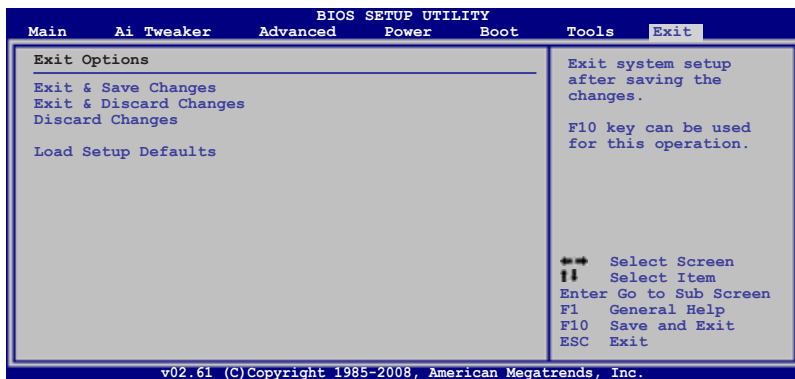 BIOS SETUP UTILITY
Main Ai Tweaker Advanced Power Boot Tools Exit
Exit Options
Exit & Save Changes
Exit & Discard Changes
Discard Changes
Load Setup Defaults
Exit system setup
after saving the
changes.
F10 key can be used
for this operation.
←→ Select Screen
↑↓ Select Item
Enter Go to Sub Screen
F1 General Help
F10 Save and Exit
ESC Exit
v02.61 (C)Copyright 1985-2008, American Megatrends, Inc.